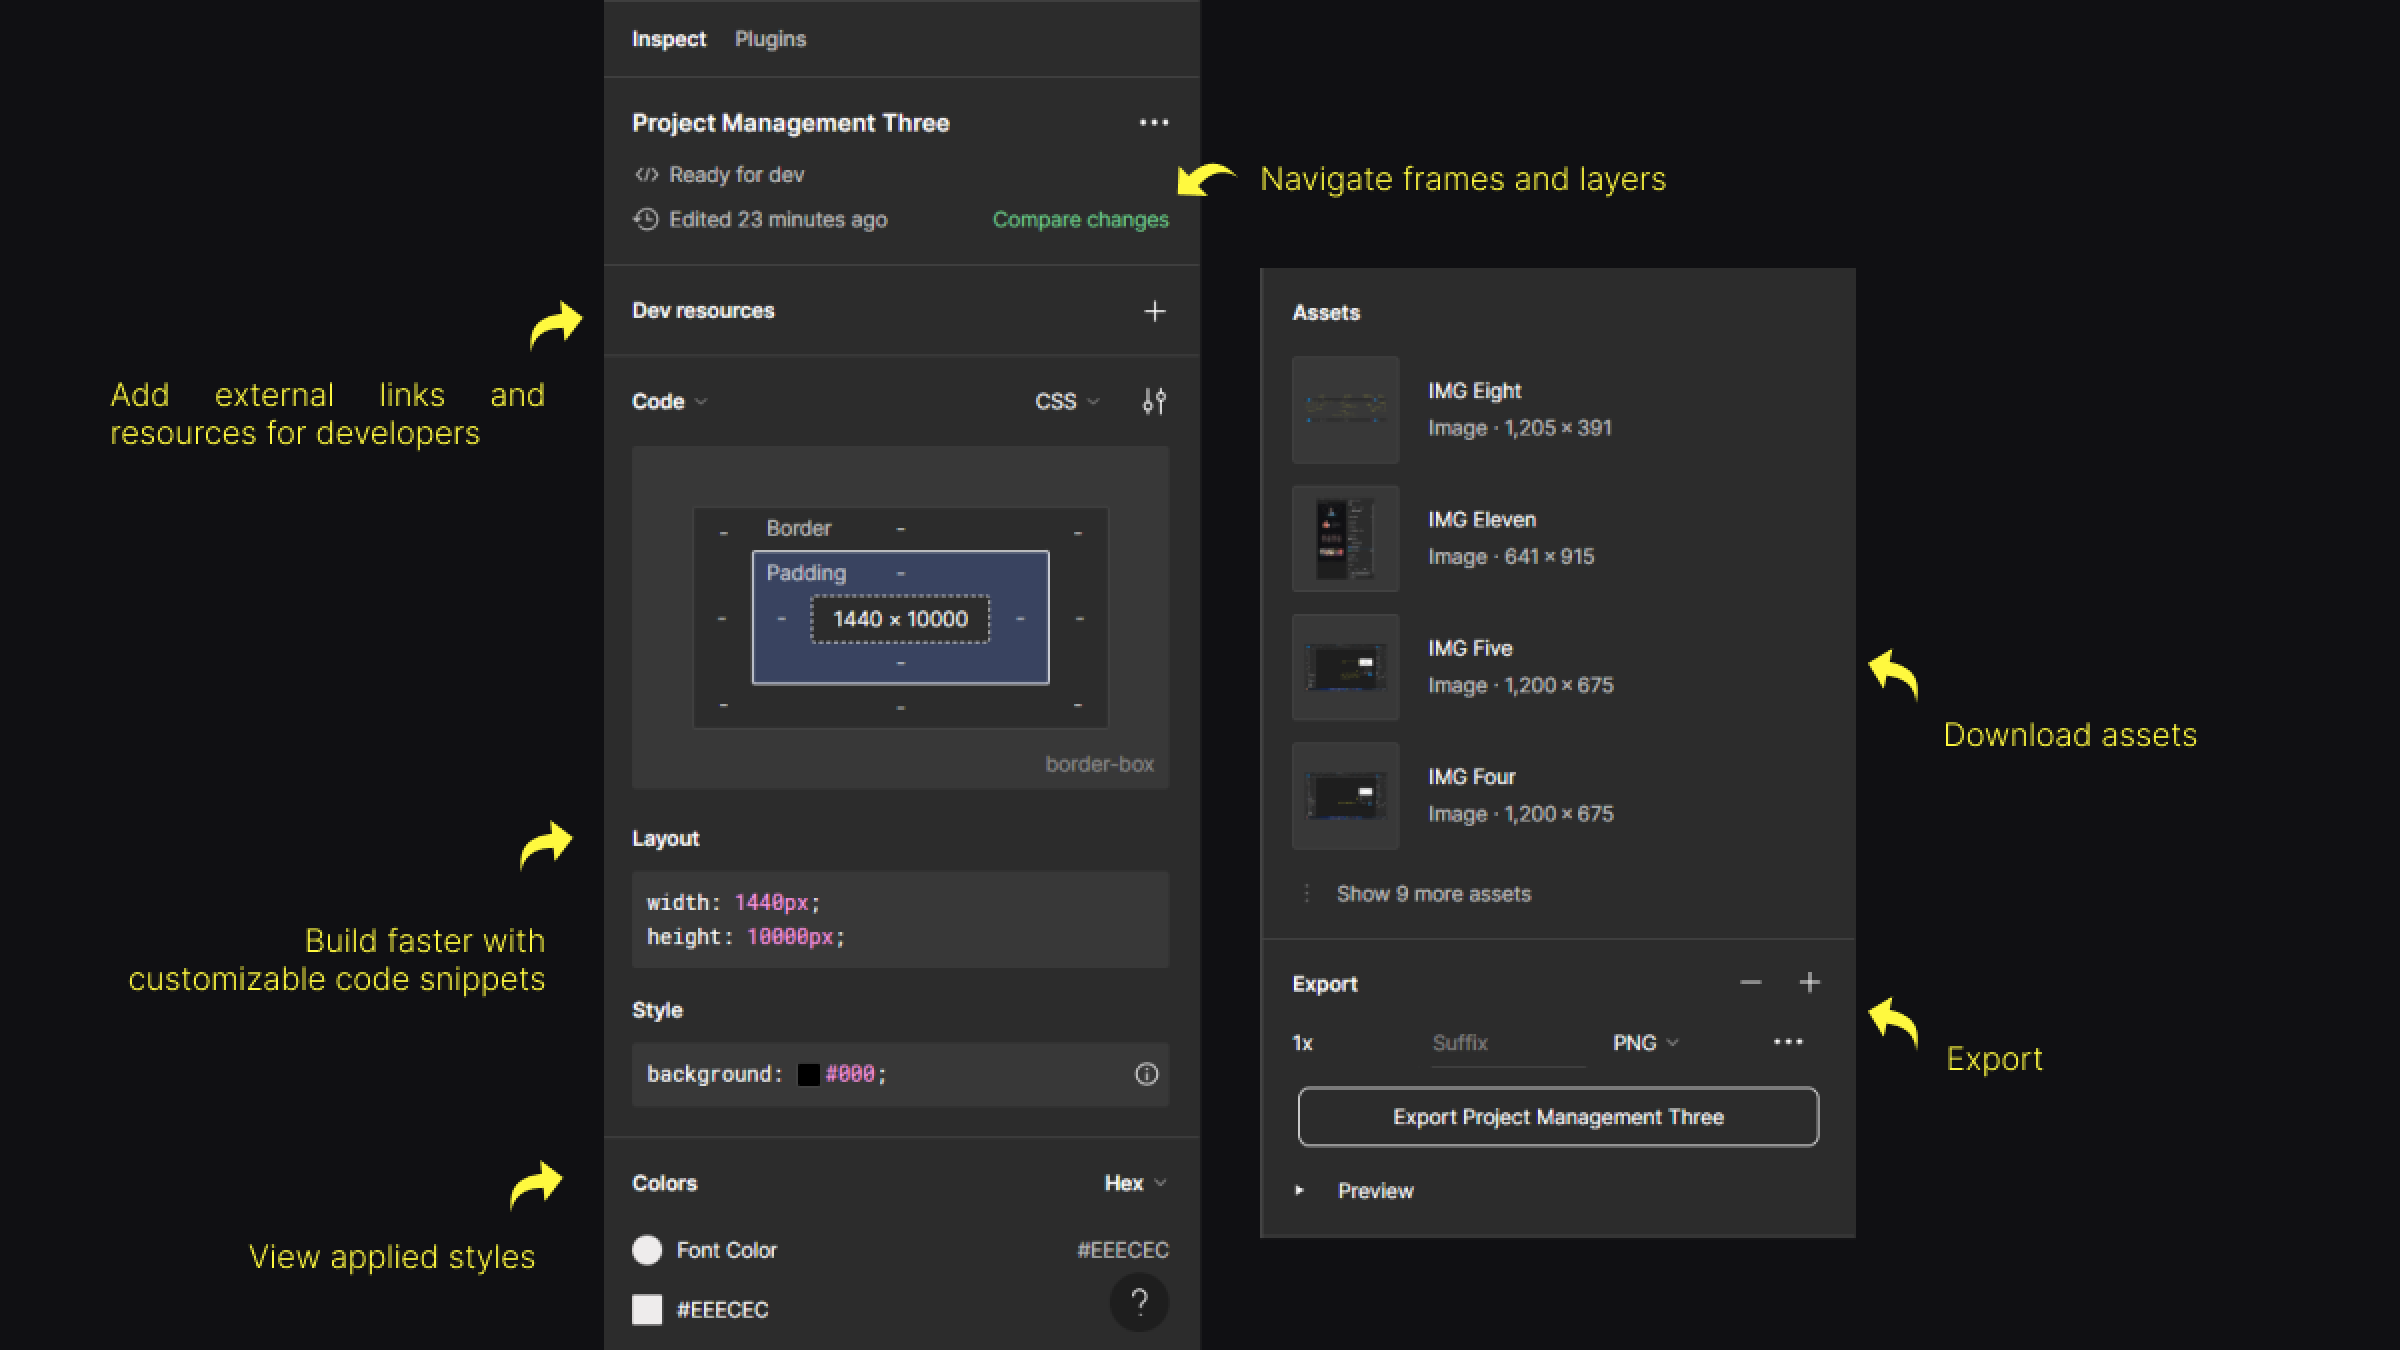 Inspect Plugins
Project Management Three
</> Ready for dev
Edited 23 minutes ago Compare changes
Navigate frames and layers
Dev resources
Add external links and
resources for developers
Code CSS
Border -
- -
Padding -
- - 1440 × 10000 - -
-
- - -
border-box
Layout
width: 1440px;
height: 10000px;
Build faster with
customizable code snippets
Style
background: #000;
Colors Hex
Font Color #EEECEC
View applied styles
#EEECEC
?
Assets
IMG Eight
Image · 1,205 × 391
IMG Eleven
Image · 641 × 915
IMG Five
Image · 1,200 × 675
Download assets
IMG Four
Image · 1,200 × 675
Show 9 more assets
Export
1x Suffix PNG
Export
Export Project Management Three
Preview